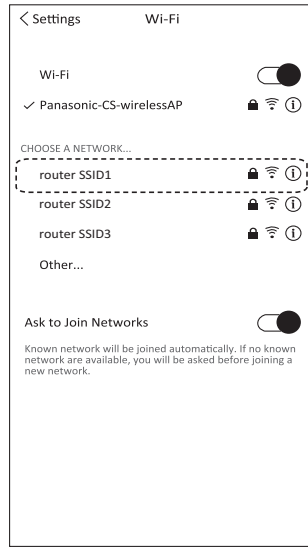 Settings Wi-Fi
Wi-Fi
Panasonic-CS-wirelessAP
CHOOSE A NETWORK...
router SSID1
router SSID2
router SSID3
Other...
Ask to Join Networks
Known network will be joined automatically. If no known
network are available, you will be asked before joining a
new network.